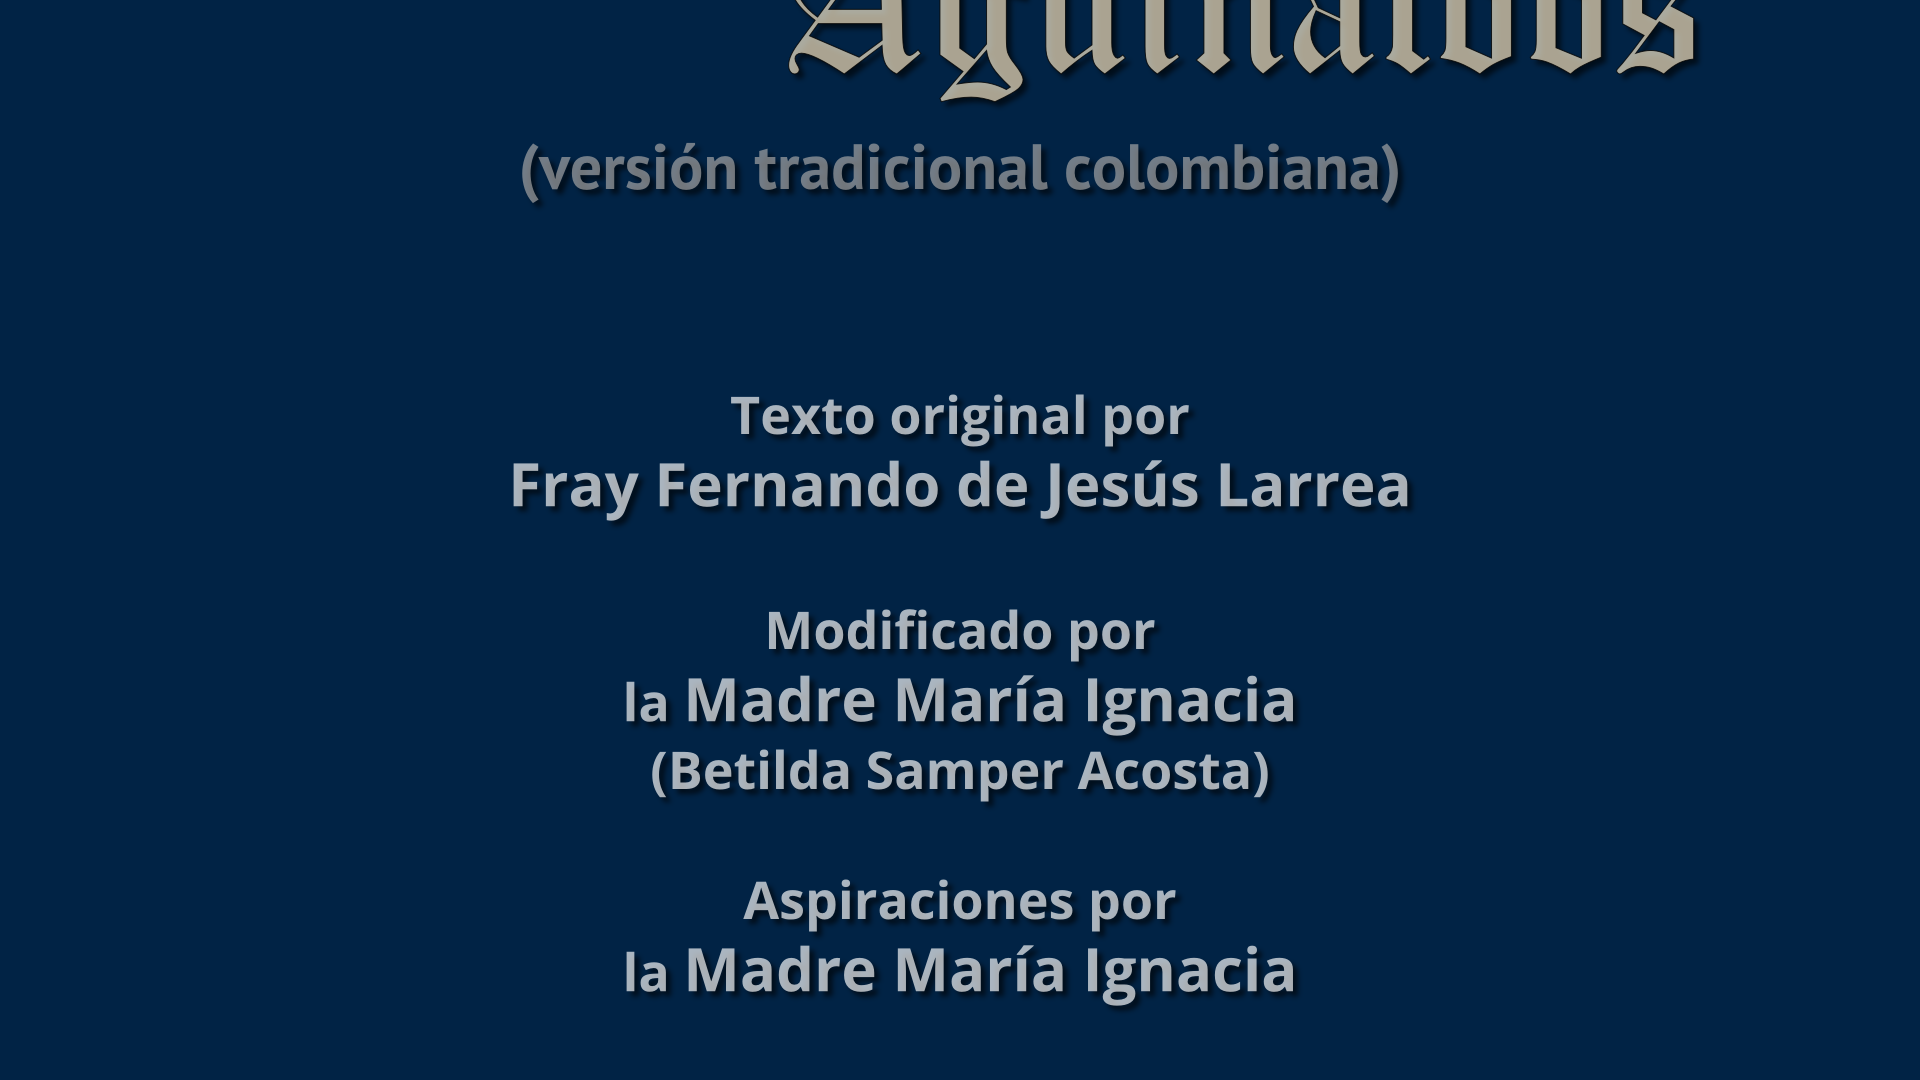 Aguinaldos
(versión tradicional colombiana)
Texto original por
Fray Fernando de Jesús Larrea
Modificado por
la Madre María Ignacia
(Betilda Samper Acosta)
Aspiraciones por
la Madre María Ignacia